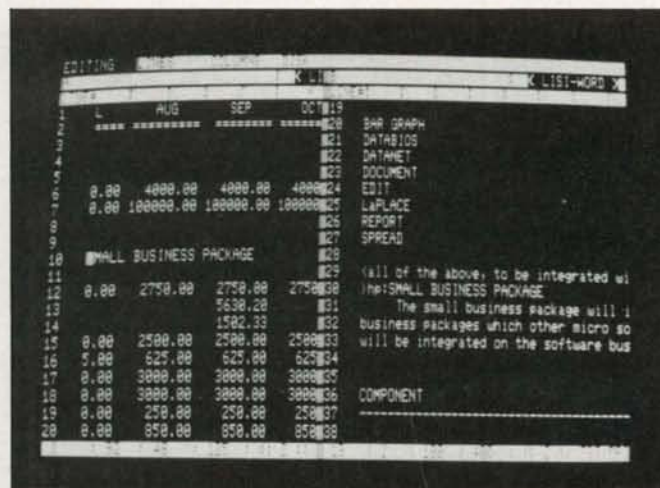 EDITING
K LI
K LIST-WORD X
1 L AUG SEP OCT
2 ---- ======= ======= ====
3
4
5
6 0.00 4000.00 4000.00 4000
7 0.00 100000.00 100000.00 100000
8
9
10 MALL BUSINESS PACKAGE
11
12 0.00 2750.00 2750.00 2750
13 5630.20
14 1502.33
15 0.00 2500.00 2500.00 2500
16 5.00 625.00 625.00 625
17 0.00 3000.00 3000.00 3000
18 0.00 3000.00 3000.00 3000
19 0.00 250.00 250.00 250
20 0.00 850.00 850.00 850
19
20 BAR GRAPH
21 DATABIOS
22 DATANET
23 DOCUMENT
24 EDIT
25 LaPLACE
26 REPORT
27 SPREAD
28
29 (all of the above, to be integrated wi
30 )he:SMALL BUSINESS PACKAGE
31 The small business package will i
32 business packages which other micro so
33 will be integrated on the software bus
34
35
36 COMPONENT
37 ----------------------------------------
38